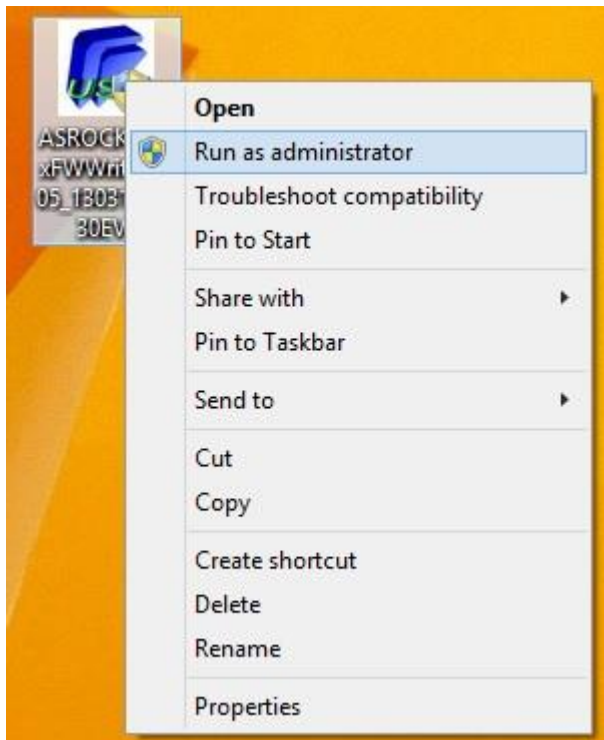 US
ASROCK
xFWWrit
05_1303
30EV
Open
Run as administrator
Troubleshoot compatibility
Pin to Start
Share with
Pin to Taskbar
Send to
Cut
Copy
Create shortcut
Delete
Rename
Properties